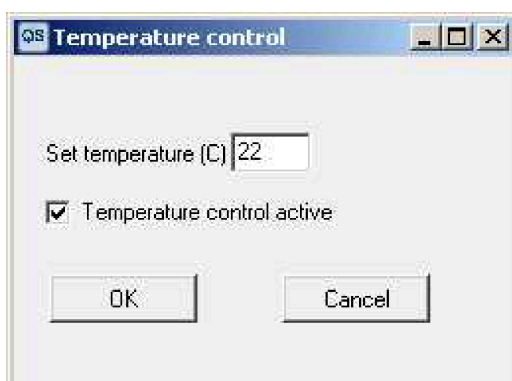 QS Temperature control
Set temperature (C) 22
Temperature control active
OK Cancel